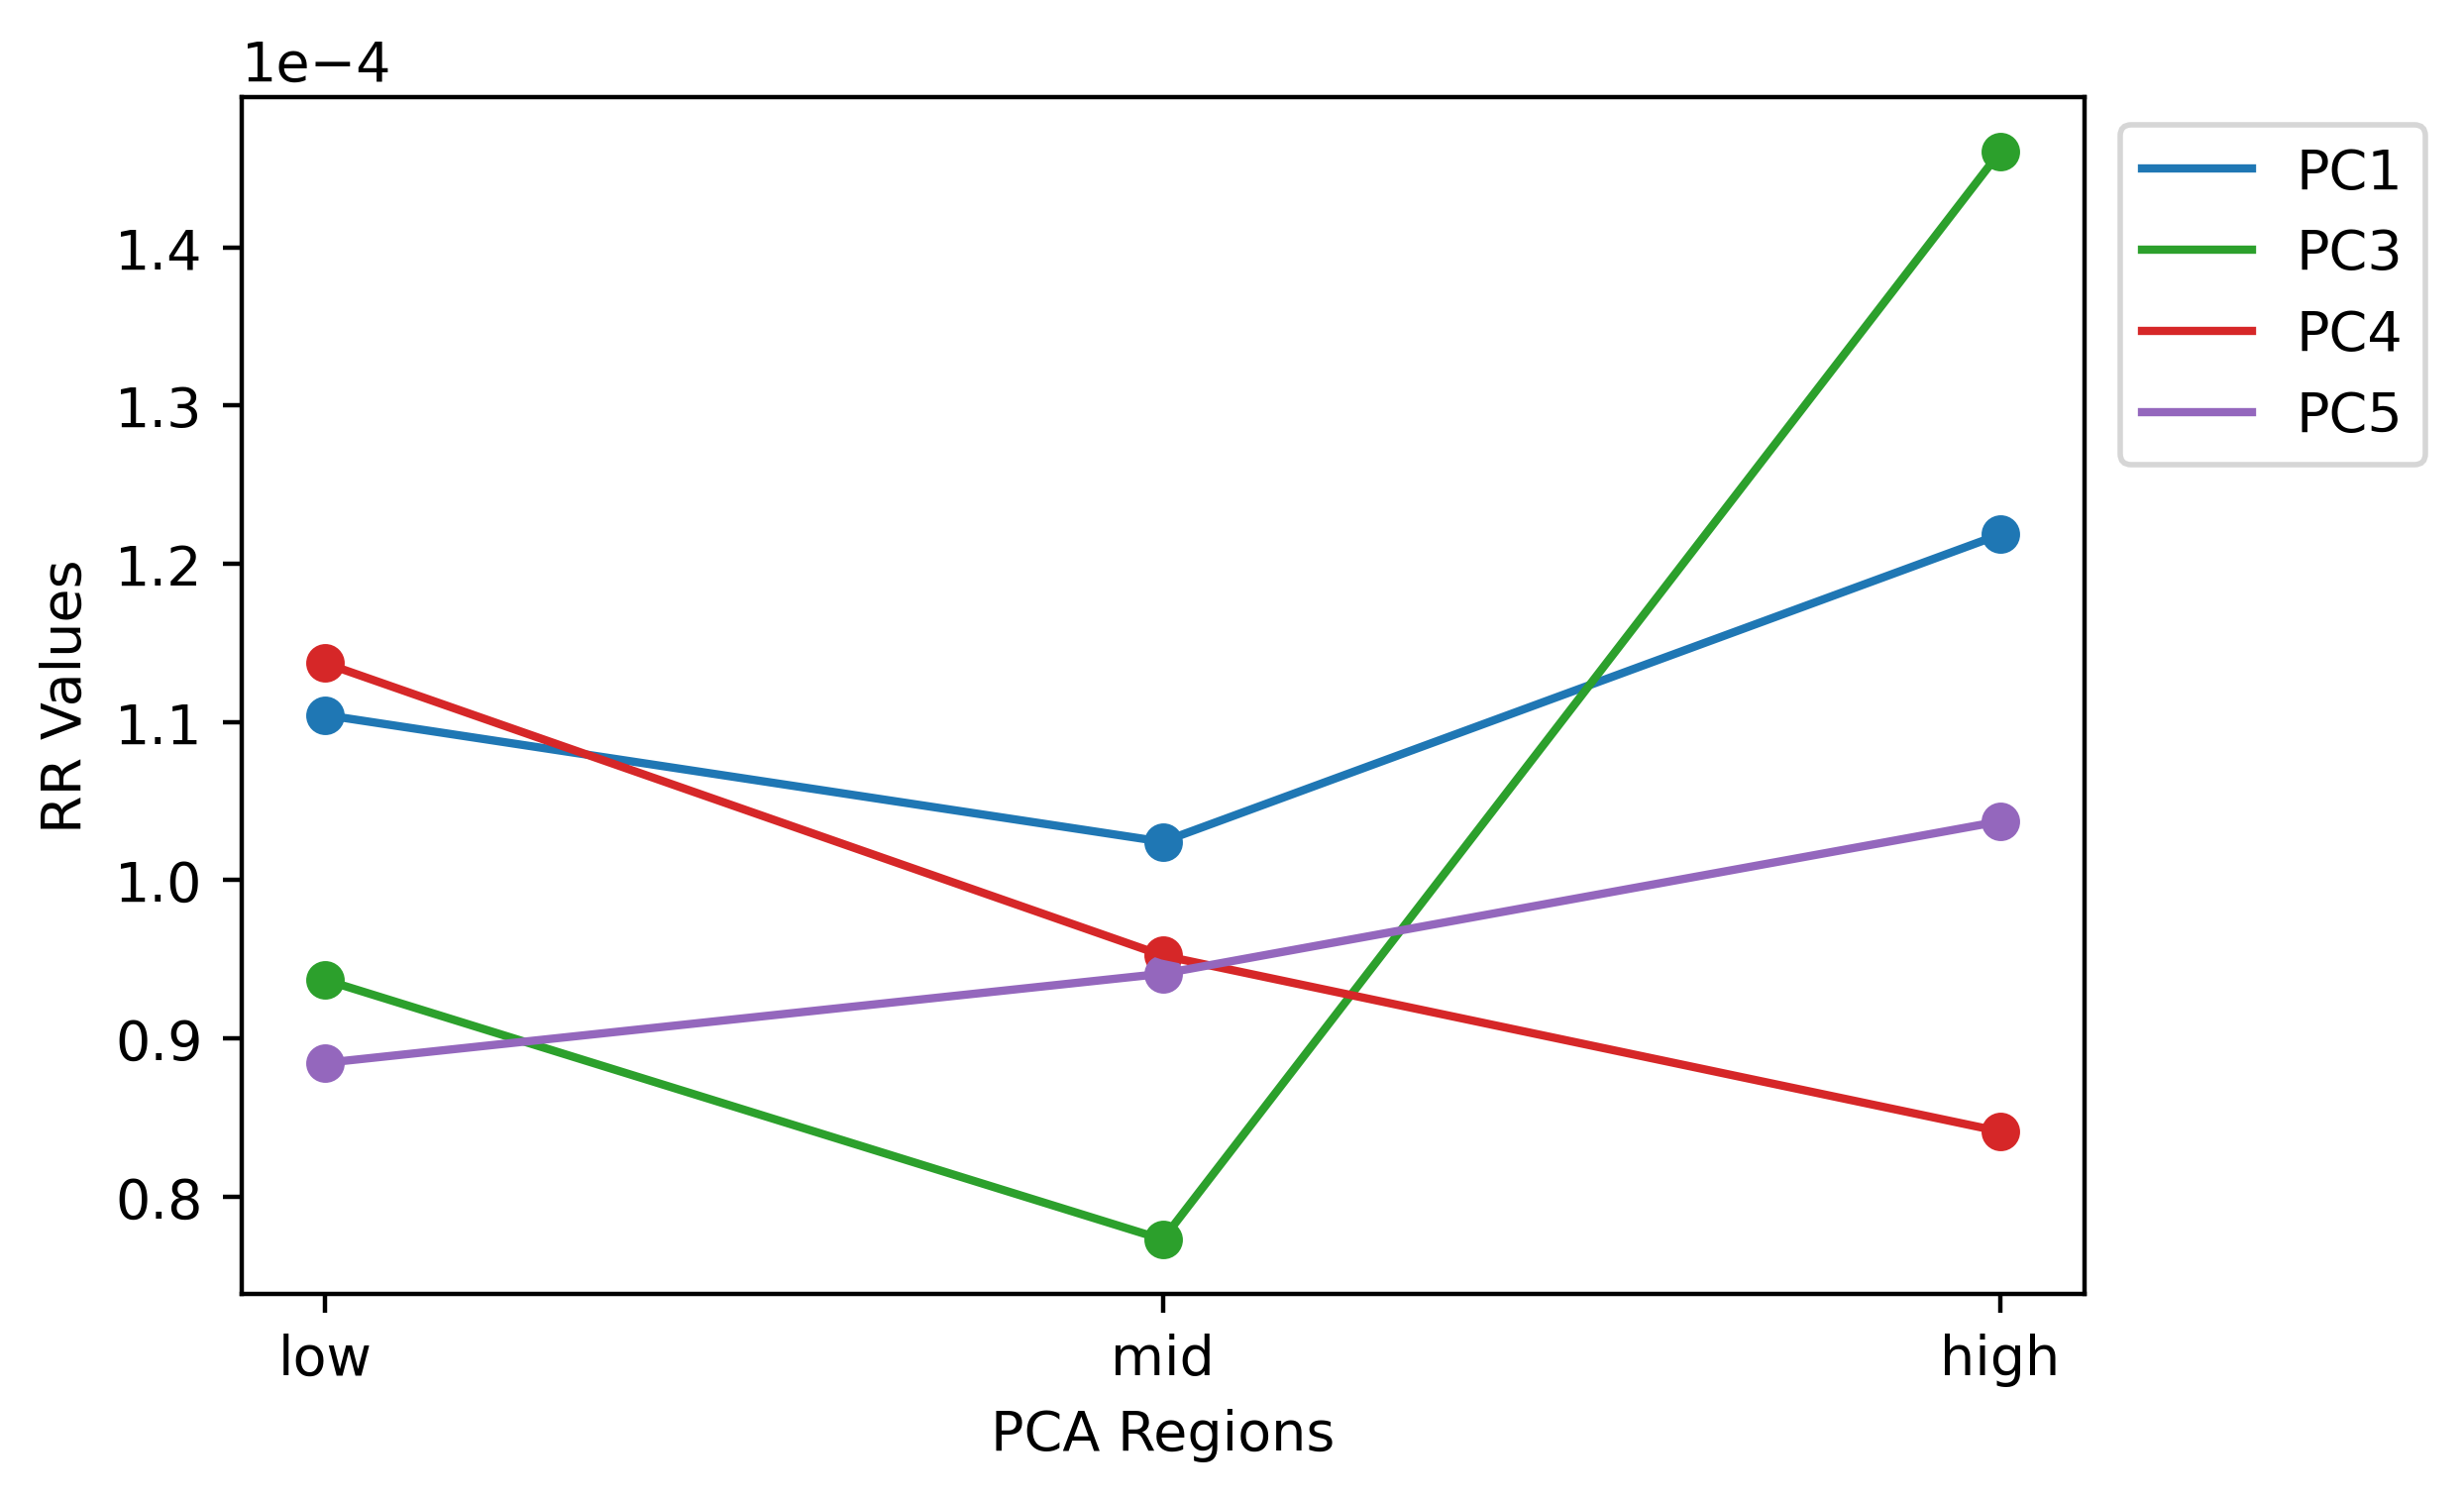 1e−4
1.4
1.3
1.2
1.1
1.0
0.9
0.8
RR Values
low
mid
high
PCA Regions
PC1
PC3
PC4
PC5